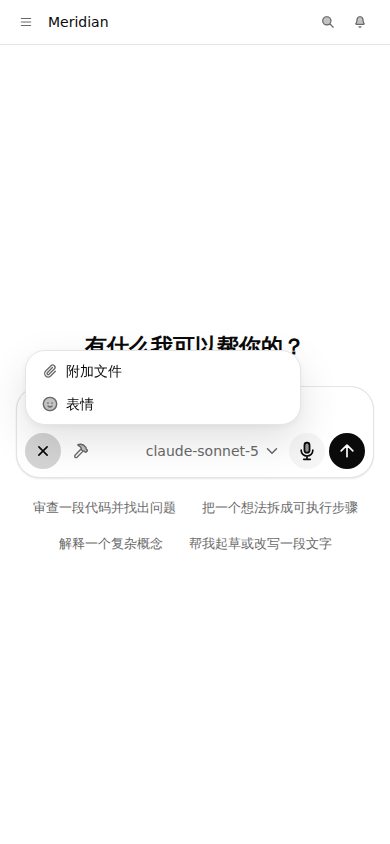 Meridian
有什么我可以帮你的？
附加文件
表情
claude-sonnet-5
审查一段代码并找出问题
把一个想法拆成可执行步骤
解释一个复杂概念
帮我起草或改写一段文字